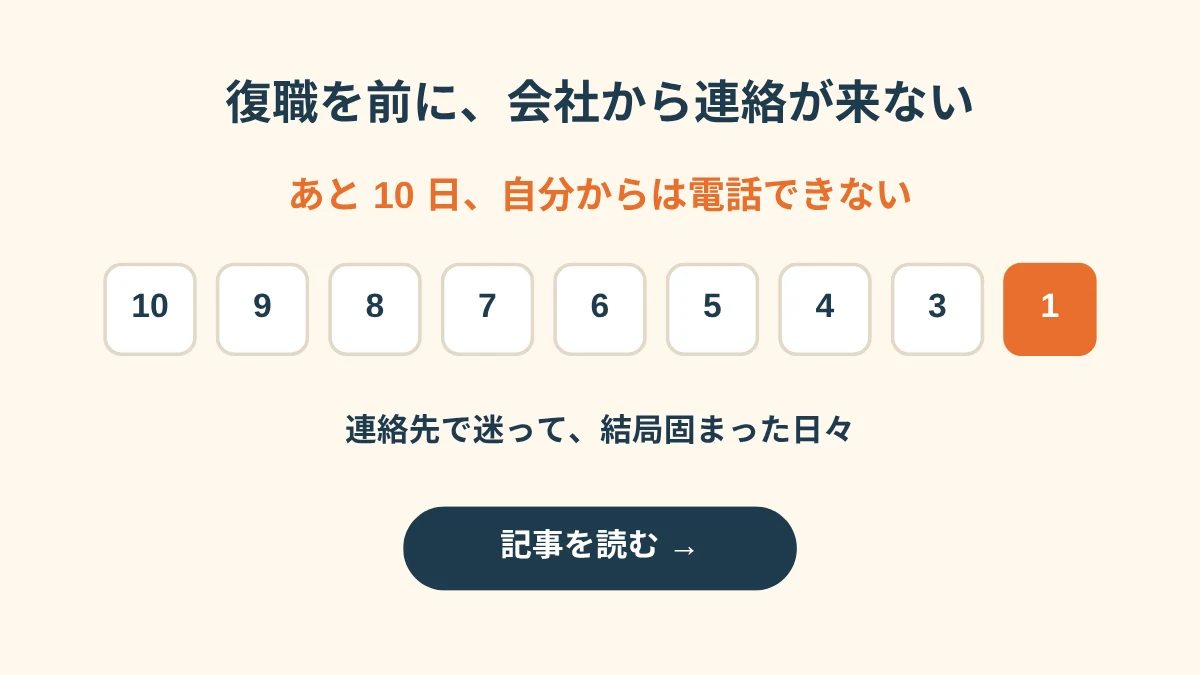 復職を前に、会社から連絡が来ない
あと 10 日、自分からは電話できない
10 9 8 7 6 5 4 3 1
連絡先で迷って、結局固まった日々
記事を読む →